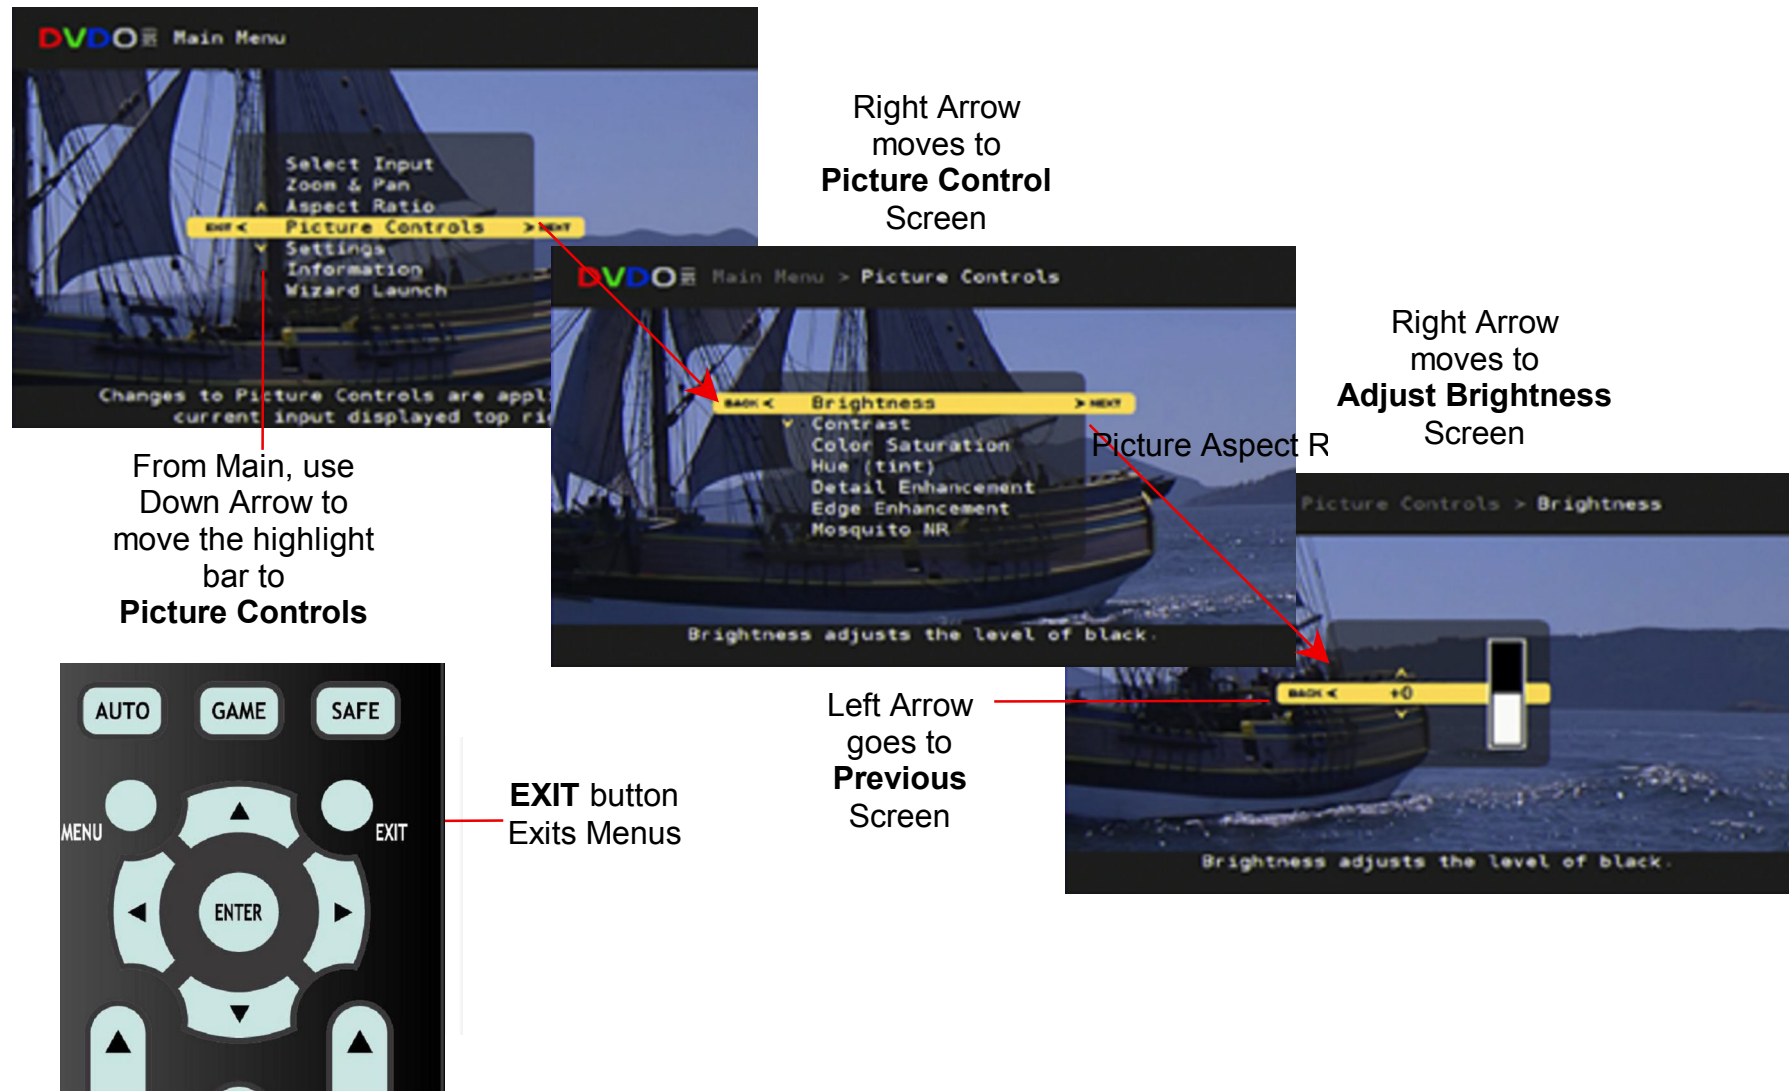 DVDO Main Menu
Select Input
Zoom & Pan
Aspect Ratio
EXIT < Picture Controls > NEXT
Settings
Information
Wizard Launch
Changes to Picture Controls are appl
current input displayed top ri
From Main, use
Down Arrow to
move the highlight
bar to
Picture Controls
Right Arrow
moves to
Picture Control
Screen
DVDO Main Menu > Picture Controls
BACK < Brightness > NEXT
Contrast
Color Saturation
Hue (tint)
Detail Enhancement
Edge Enhancement
Mosquito NR
Brightness adjusts the level of black.
Picture Aspect R
Right Arrow
moves to
Adjust Brightness
Screen
Picture Controls > Brightness
BACK < +0
Brightness adjusts the level of black.
Left Arrow
goes to
Previous
Screen
AUTO GAME SAFE
MENU EXIT
ENTER
EXIT button
Exits Menus